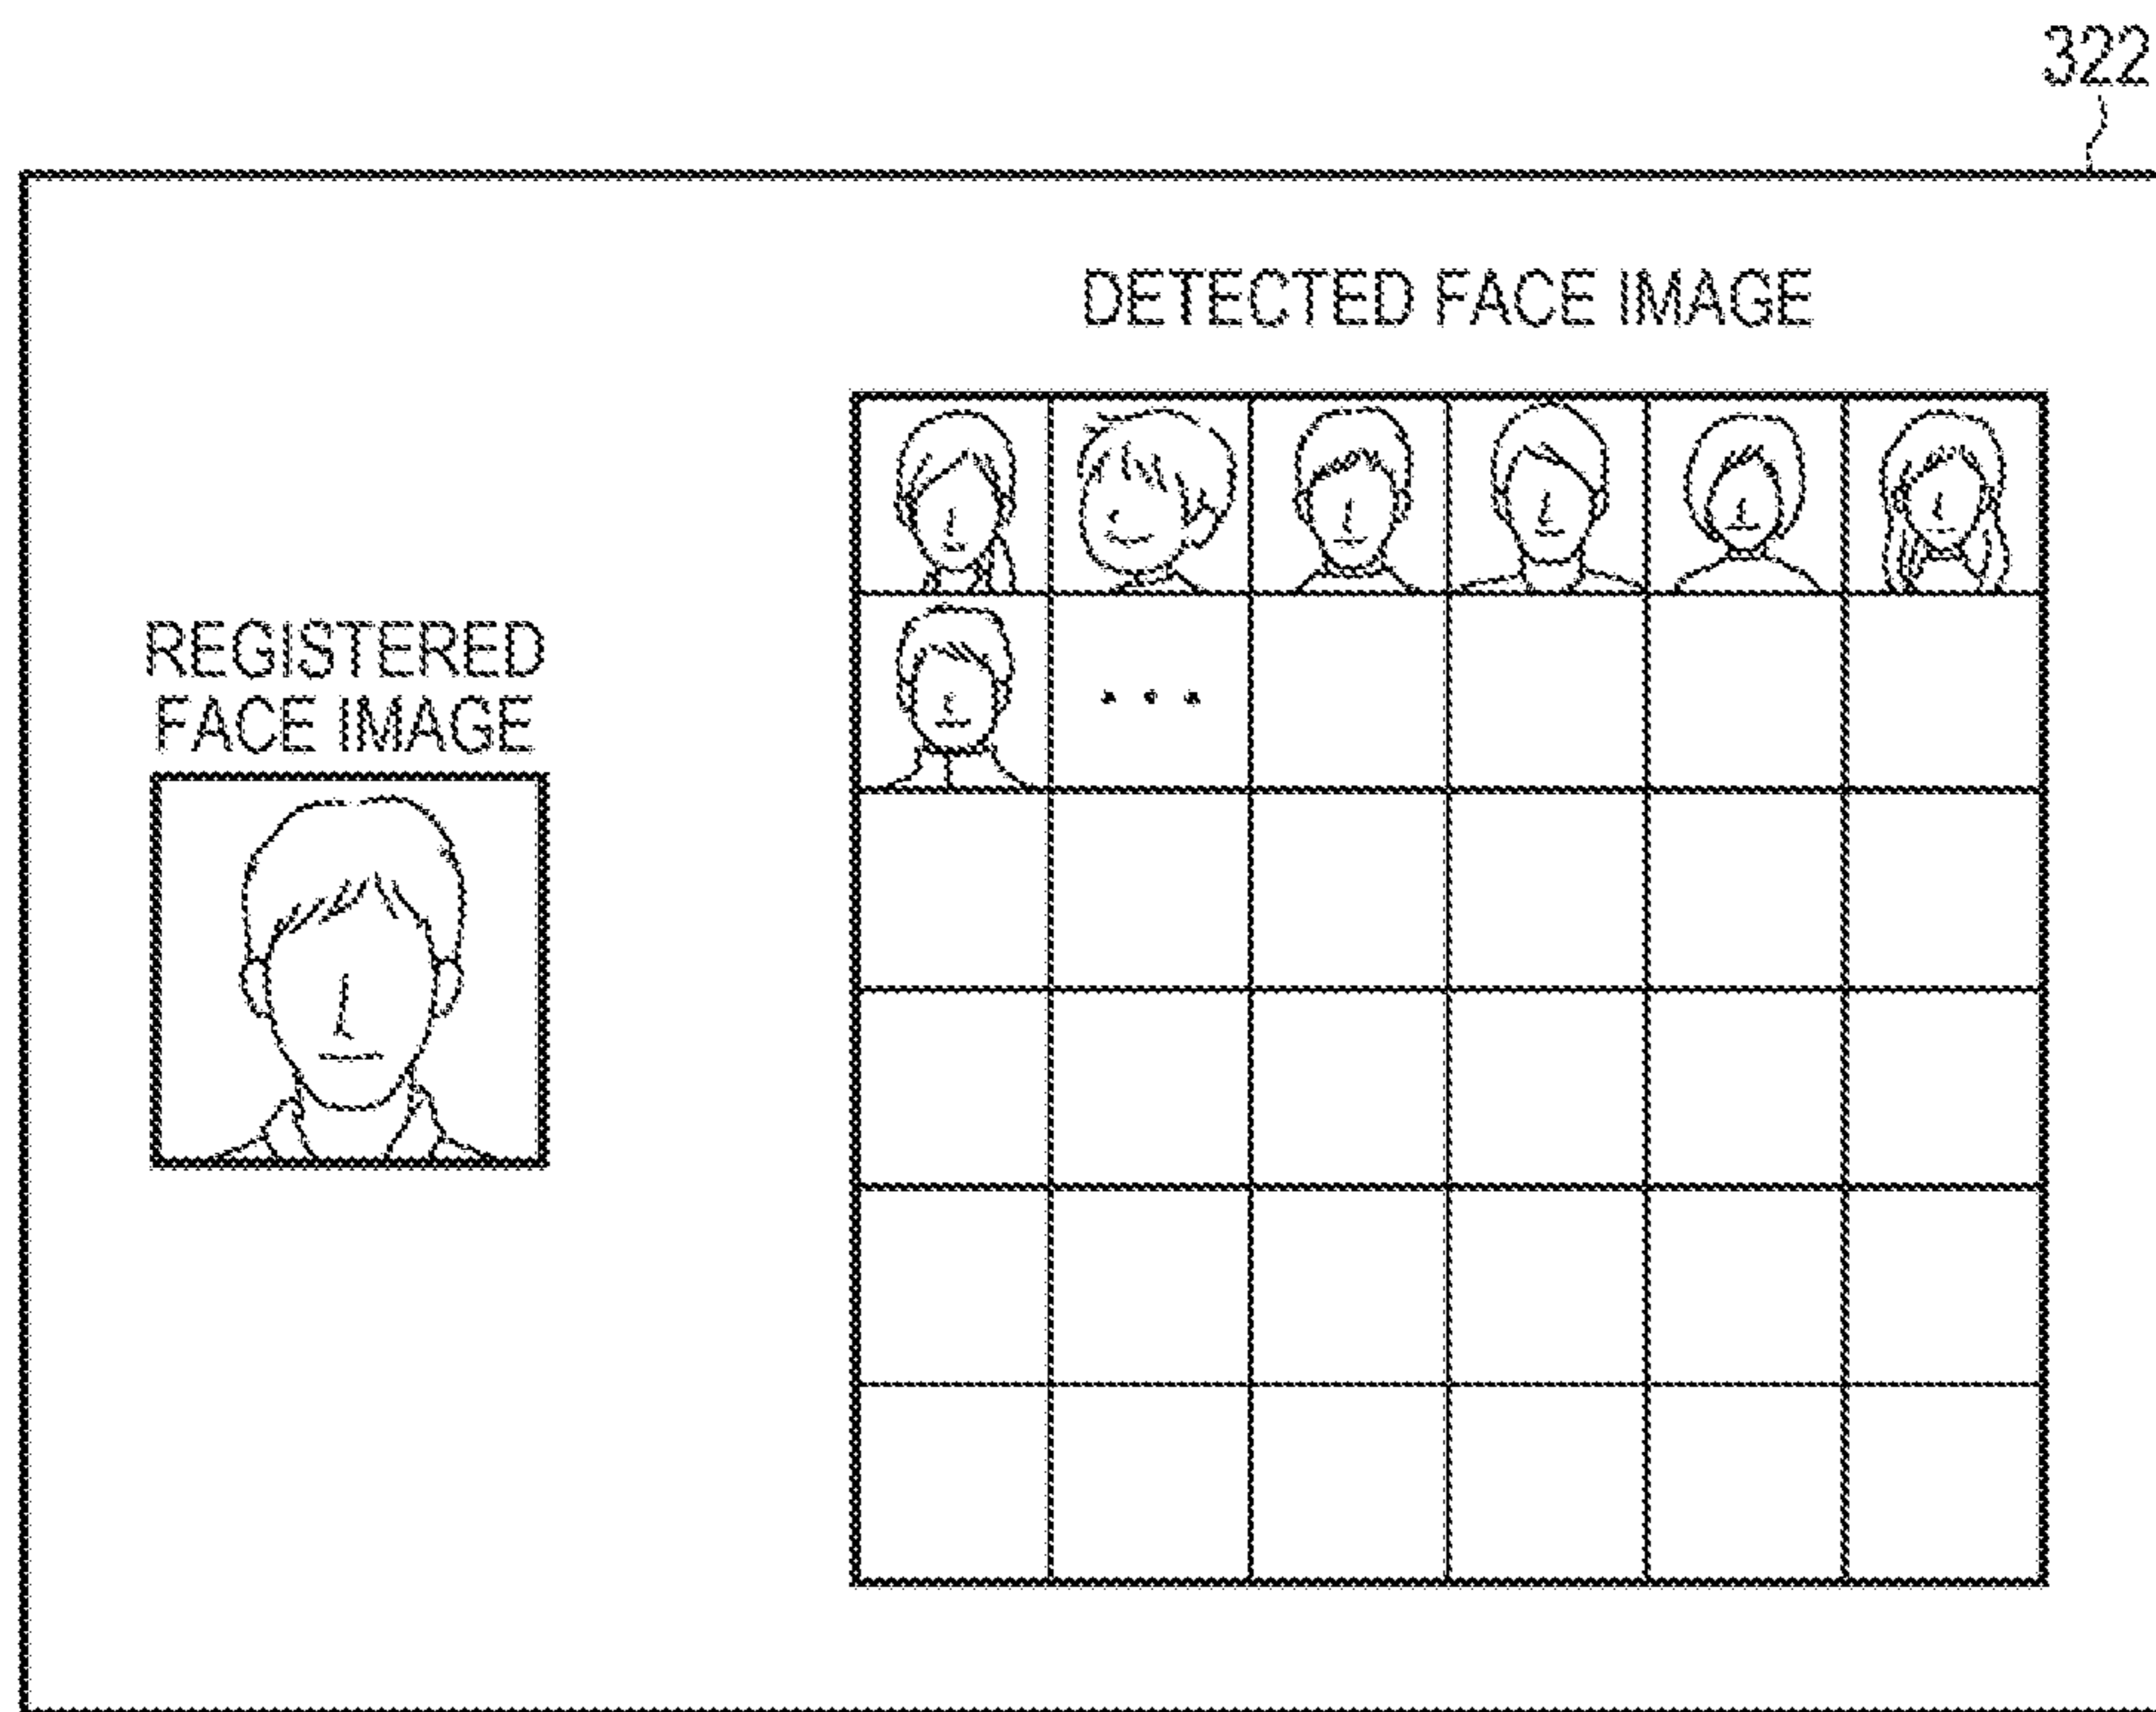 322
DETECTED FACE IMAGE
REGISTERED
FACE IMAGE
...